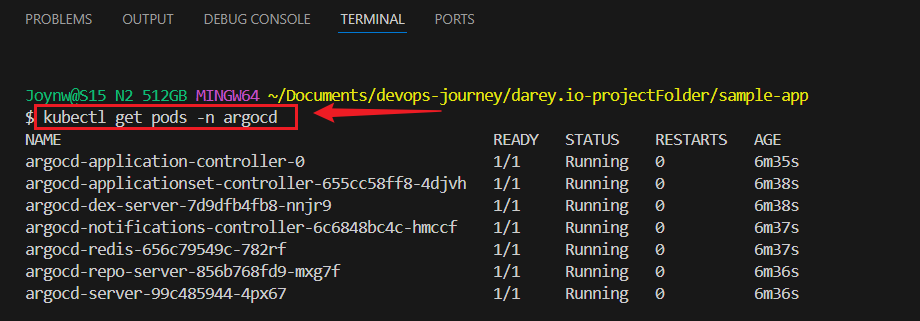 PROBLEMS OUTPUT DEBUG CONSOLE TERMINAL PORTS
Joynw@S15 N2 512GB MINGW64 ~/Documents/devops-journey/darey.io-projectFolder/sample-app
$ kubectl get pods -n argocd
NAME READY STATUS RESTARTS AGE
argocd-application-controller-0 1/1 Running 0 6m35s
argocd-applicationset-controller-655cc58ff8-4djvh 1/1 Running 0 6m38s
argocd-dex-server-7d9dfb4fb8-nnjr9 1/1 Running 0 6m38s
argocd-notifications-controller-6c6848bc4c-hmccf 1/1 Running 0 6m37s
argocd-redis-656c79549c-782rf 1/1 Running 0 6m37s
argocd-repo-server-856b768fd9-mxg7f 1/1 Running 0 6m36s
argocd-server-99c485944-4px67 1/1 Running 0 6m36s